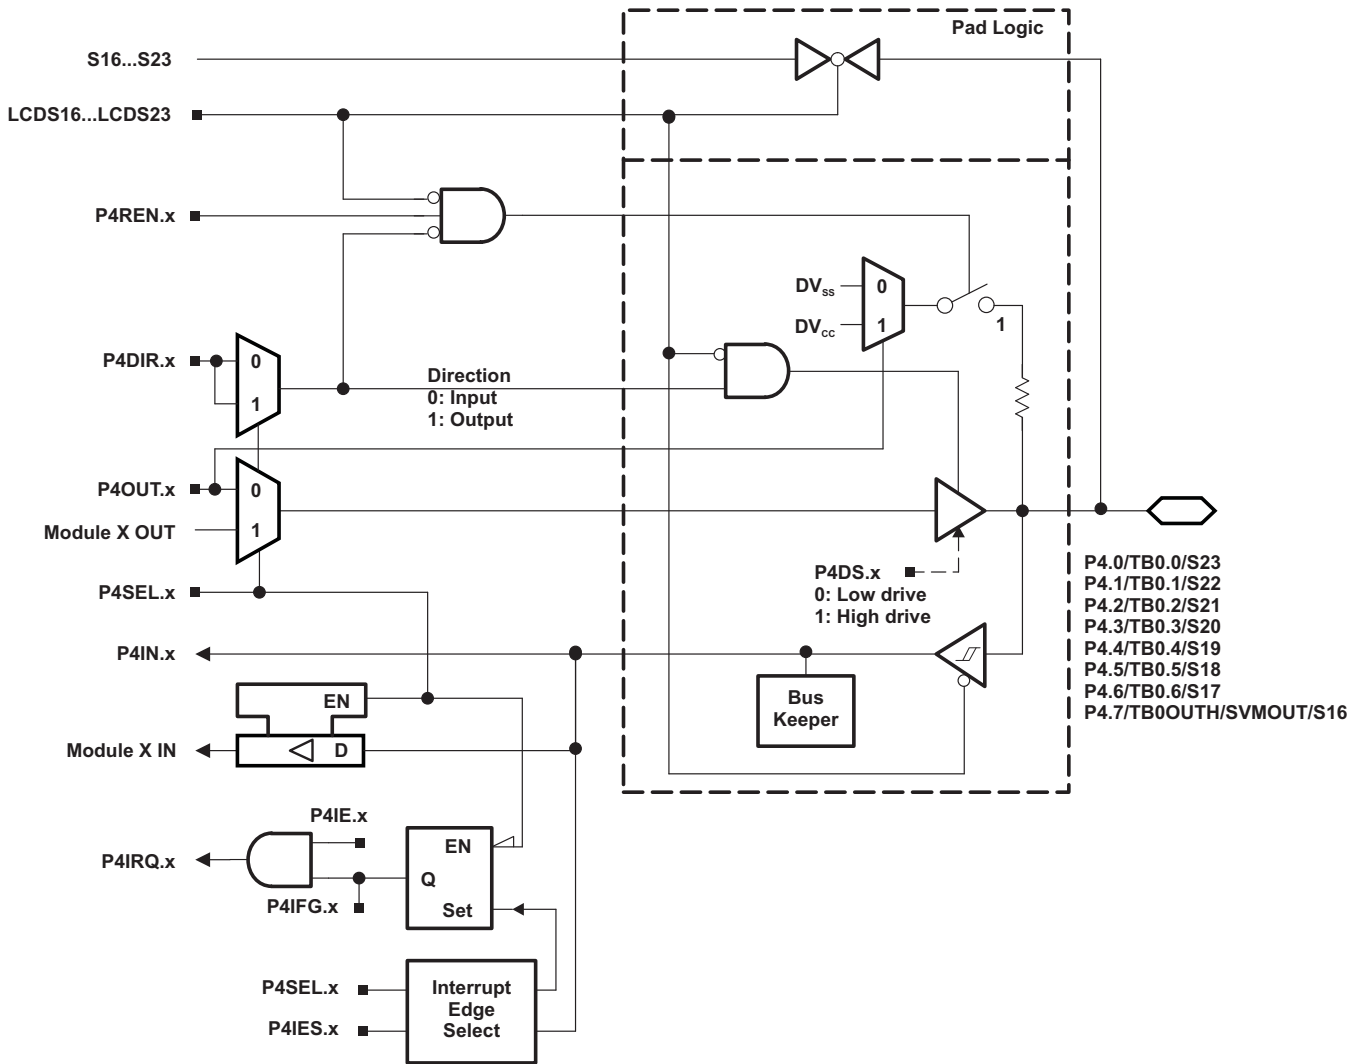 Pad Logic
S16...S23
LCDS16...LCDS23
P4REN.x
DVSS
0
DVCC
1
1
P4DIR.x
0
1
Direction
0: Input
1: Output
P4OUT.x
0
Module X OUT
1
P4SEL.x
P4DS.x
0: Low drive
1: High drive
P4.0/TB0.0/S23
P4.1/TB0.1/S22
P4.2/TB0.2/S21
P4.3/TB0.3/S20
P4.4/TB0.4/S19
P4.5/TB0.5/S18
P4.6/TB0.6/S17
P4.7/TB0OUTH/SVMOUT/S16
P4IN.x
Bus
Keeper
EN
Module X IN
D
P4IE.x
EN
P4IRQ.x
Q
P4IFG.x
Set
P4SEL.x
P4IES.x
Interrupt
Edge
Select